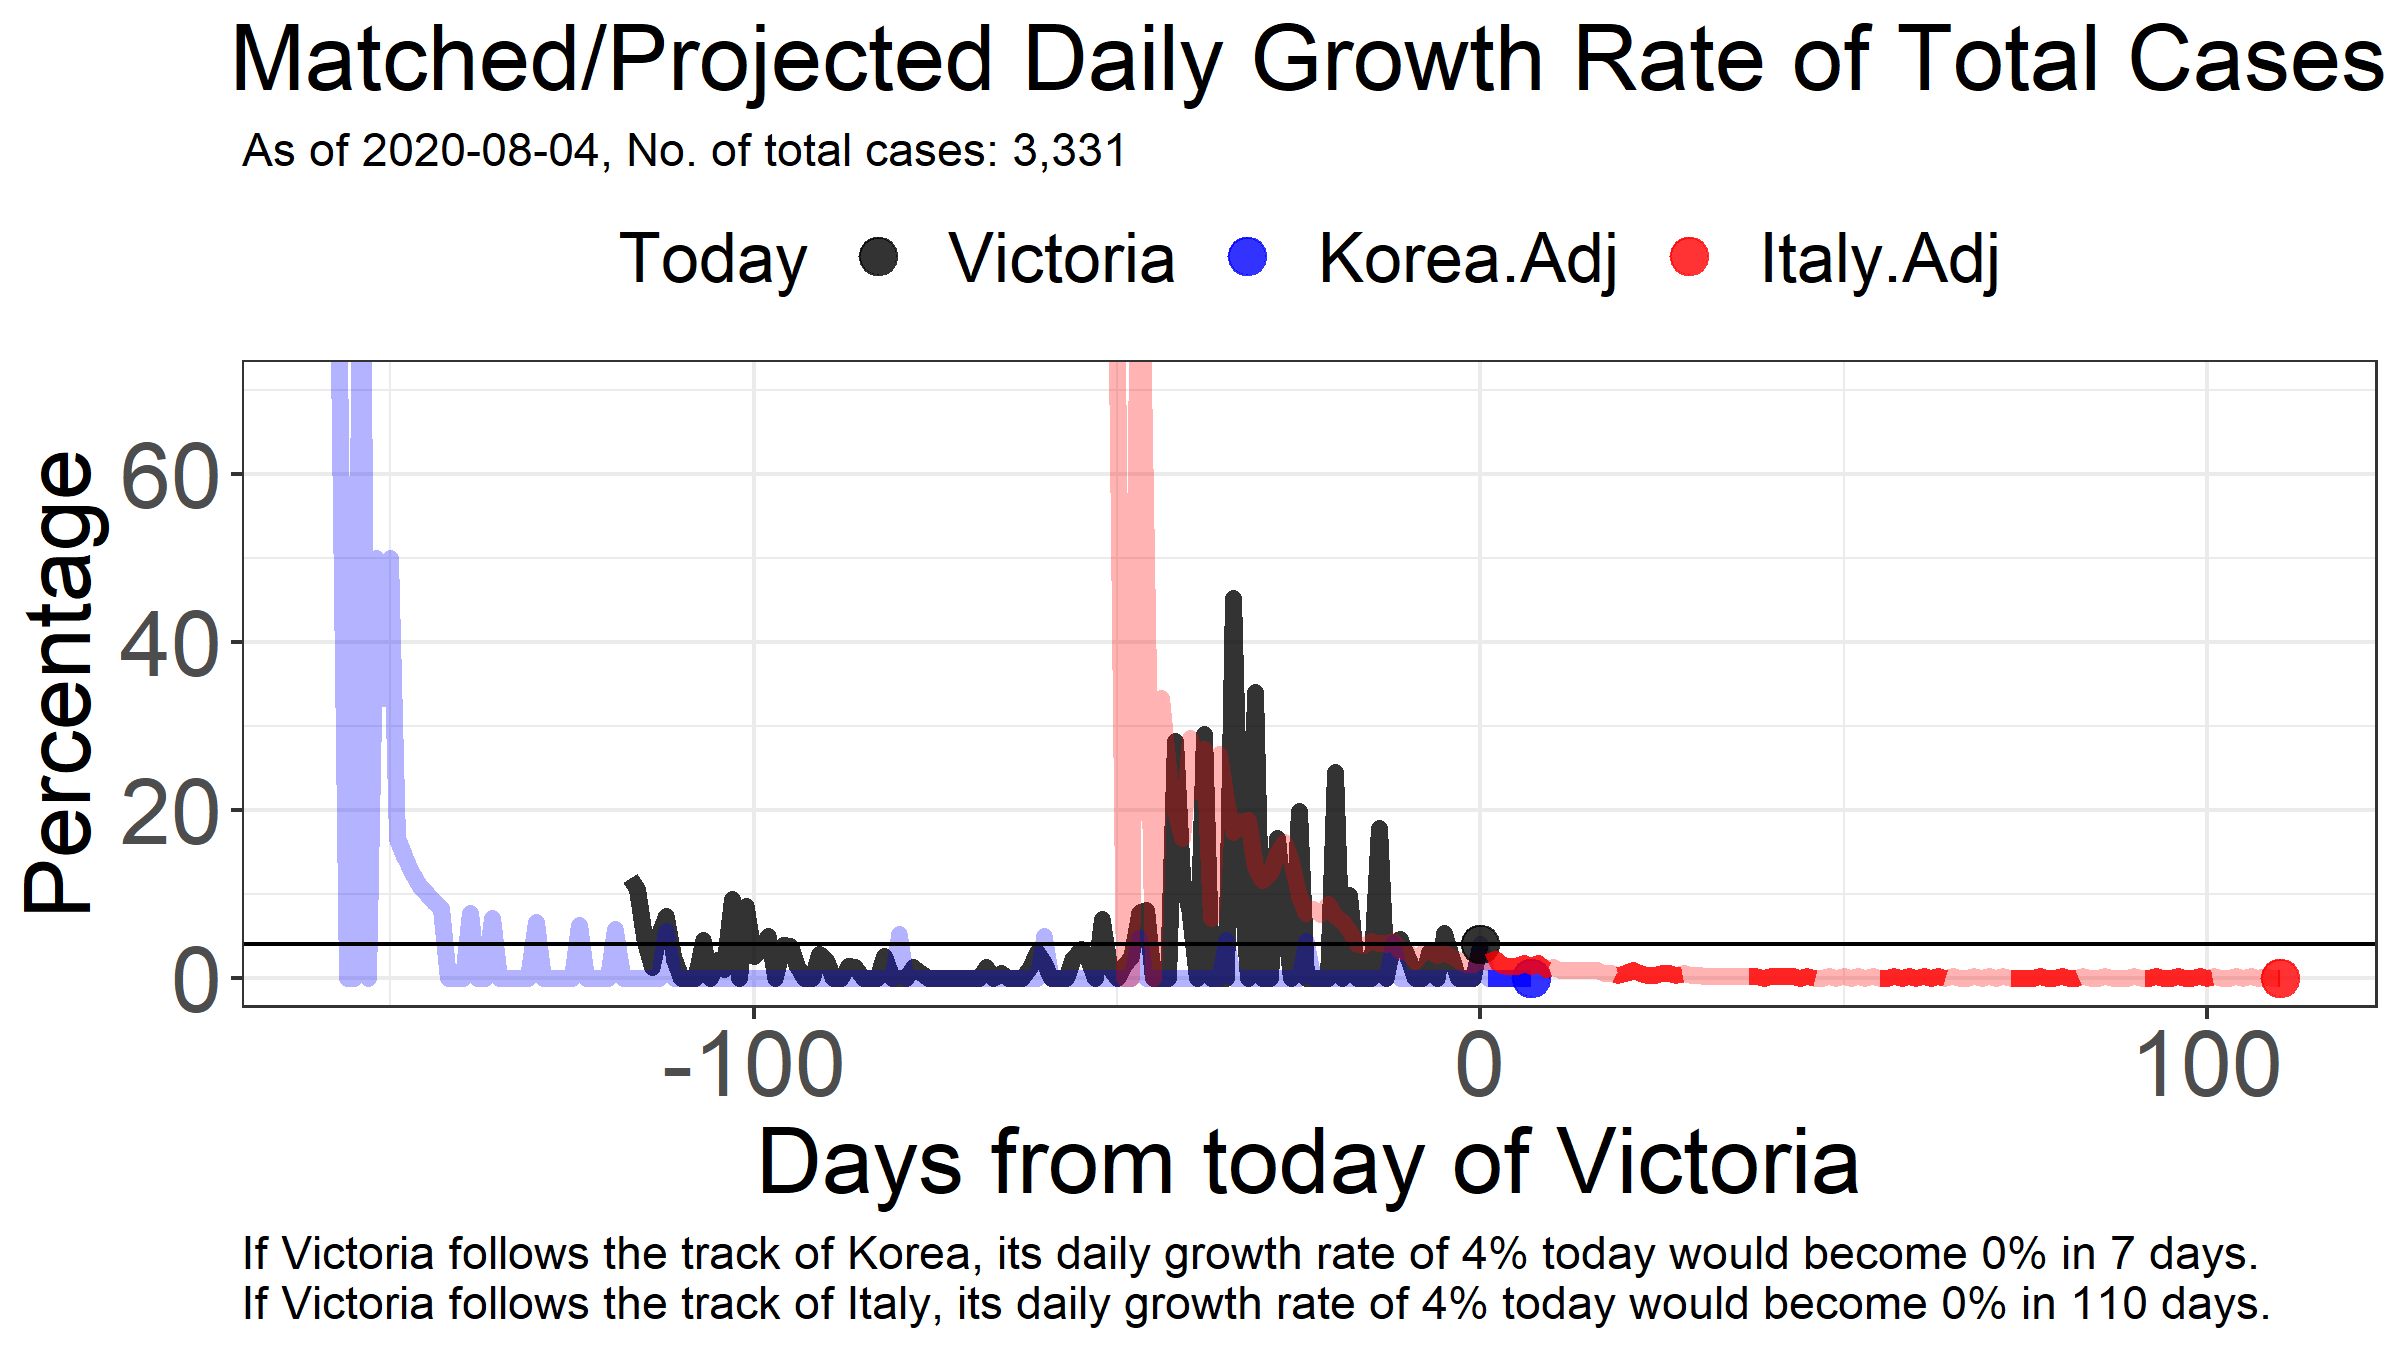 Matched/Projected Daily Growth Rate of Total Cases
As of 2020-08-04, No. of total cases: 3,331
Today Victoria Korea.Adj Italy.Adj
Percentage
60
40
20
0
-100 0 100
Days from today of Victoria
If Victoria follows the track of Korea, its daily growth rate of 4% today would become 0% in 7 days.
If Victoria follows the track of Italy, its daily growth rate of 4% today would become 0% in 110 days.